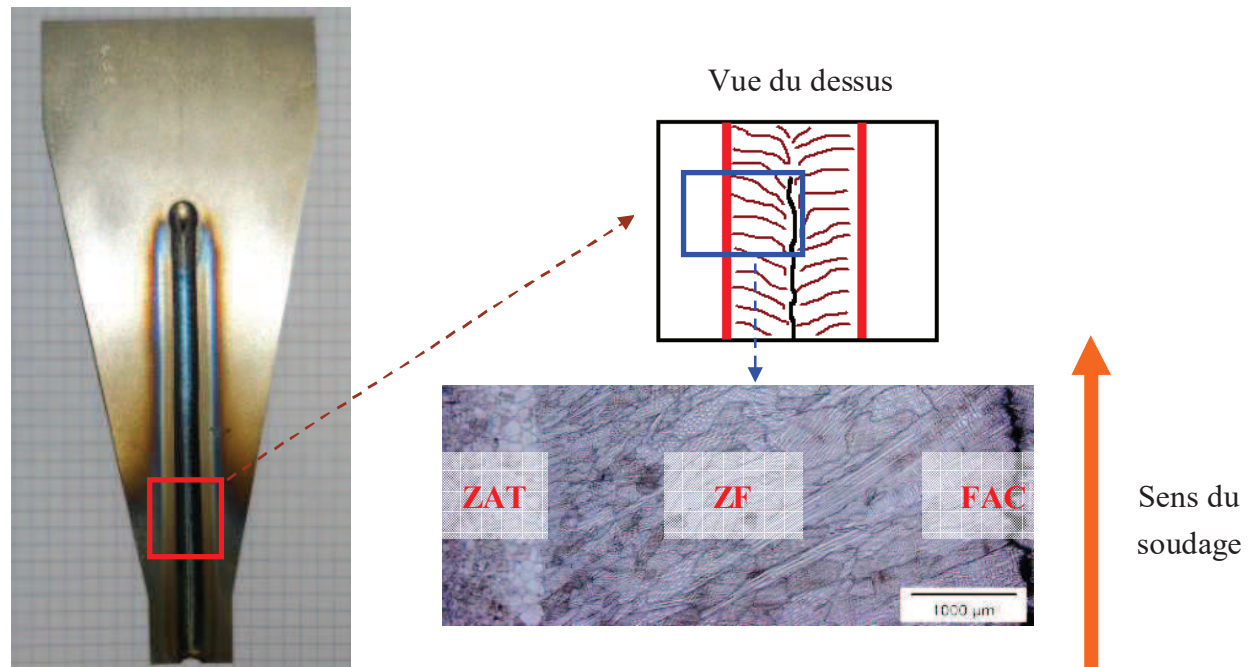 Vue du dessus
ZAT
ZF
FAC
1000 µm
Sens du
soudage